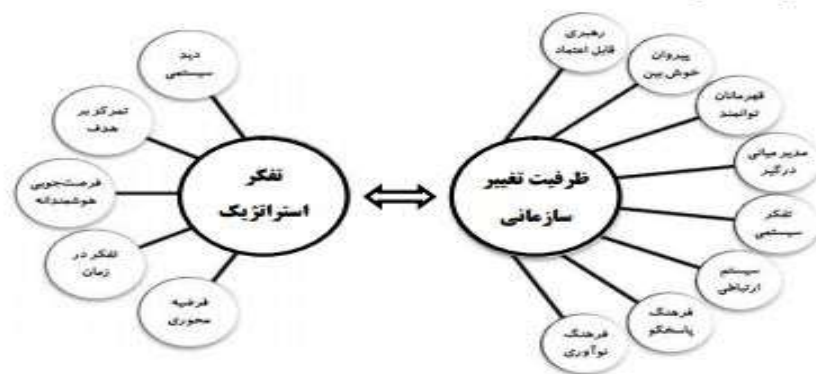 رهبری
قابل اعتماد
پیروان
خوش بین
قهرمانان
توانمند
مدیر میانی
درگیر
تفکر
سیستمی
سیستم
ارتباطی
فرهنگ
پاسخگو
فرهنگ
نوآوری
ظرفیت تغییر
سازمانی
تفکر
استراتژیک
دید
سیستمی
تمرکز بر
هدف
فرصت‌جویی
هوشمندانه
تفکر در
زمان
فرضیه
محوری